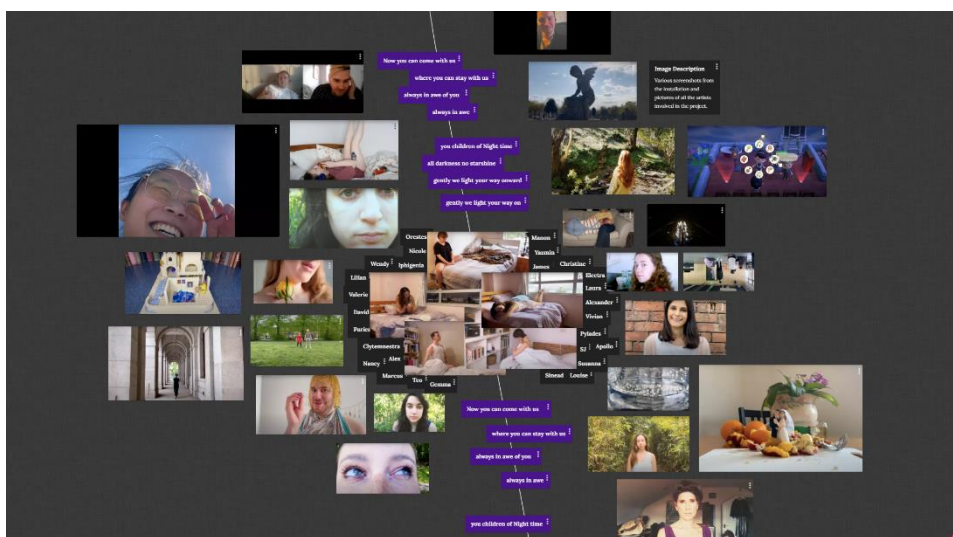 Now you can come with us
where you can stay with us
always in awe of you
always in awe
Image Description
Various screenshots from
the installation and
pictures of all the artists
involved in the project.
you children of Night time
all darkness no starshine
gently we light your way onward
gently we light your way on
Orestes
Manon
Nicole
Yasmin
Wendy
Iphigenia
James
Christine
Lilian
Electra
Laura
Valerie
Alexander
David
Vivian
Pylades
Clytemnestra
SJ
Apollo
Nancy
Alex
Susanna
Marcus
Txo
Gemma
Sinead
Louise
Now you can come with us
where you can stay with us
always in awe of you
always in awe
you children of Night time